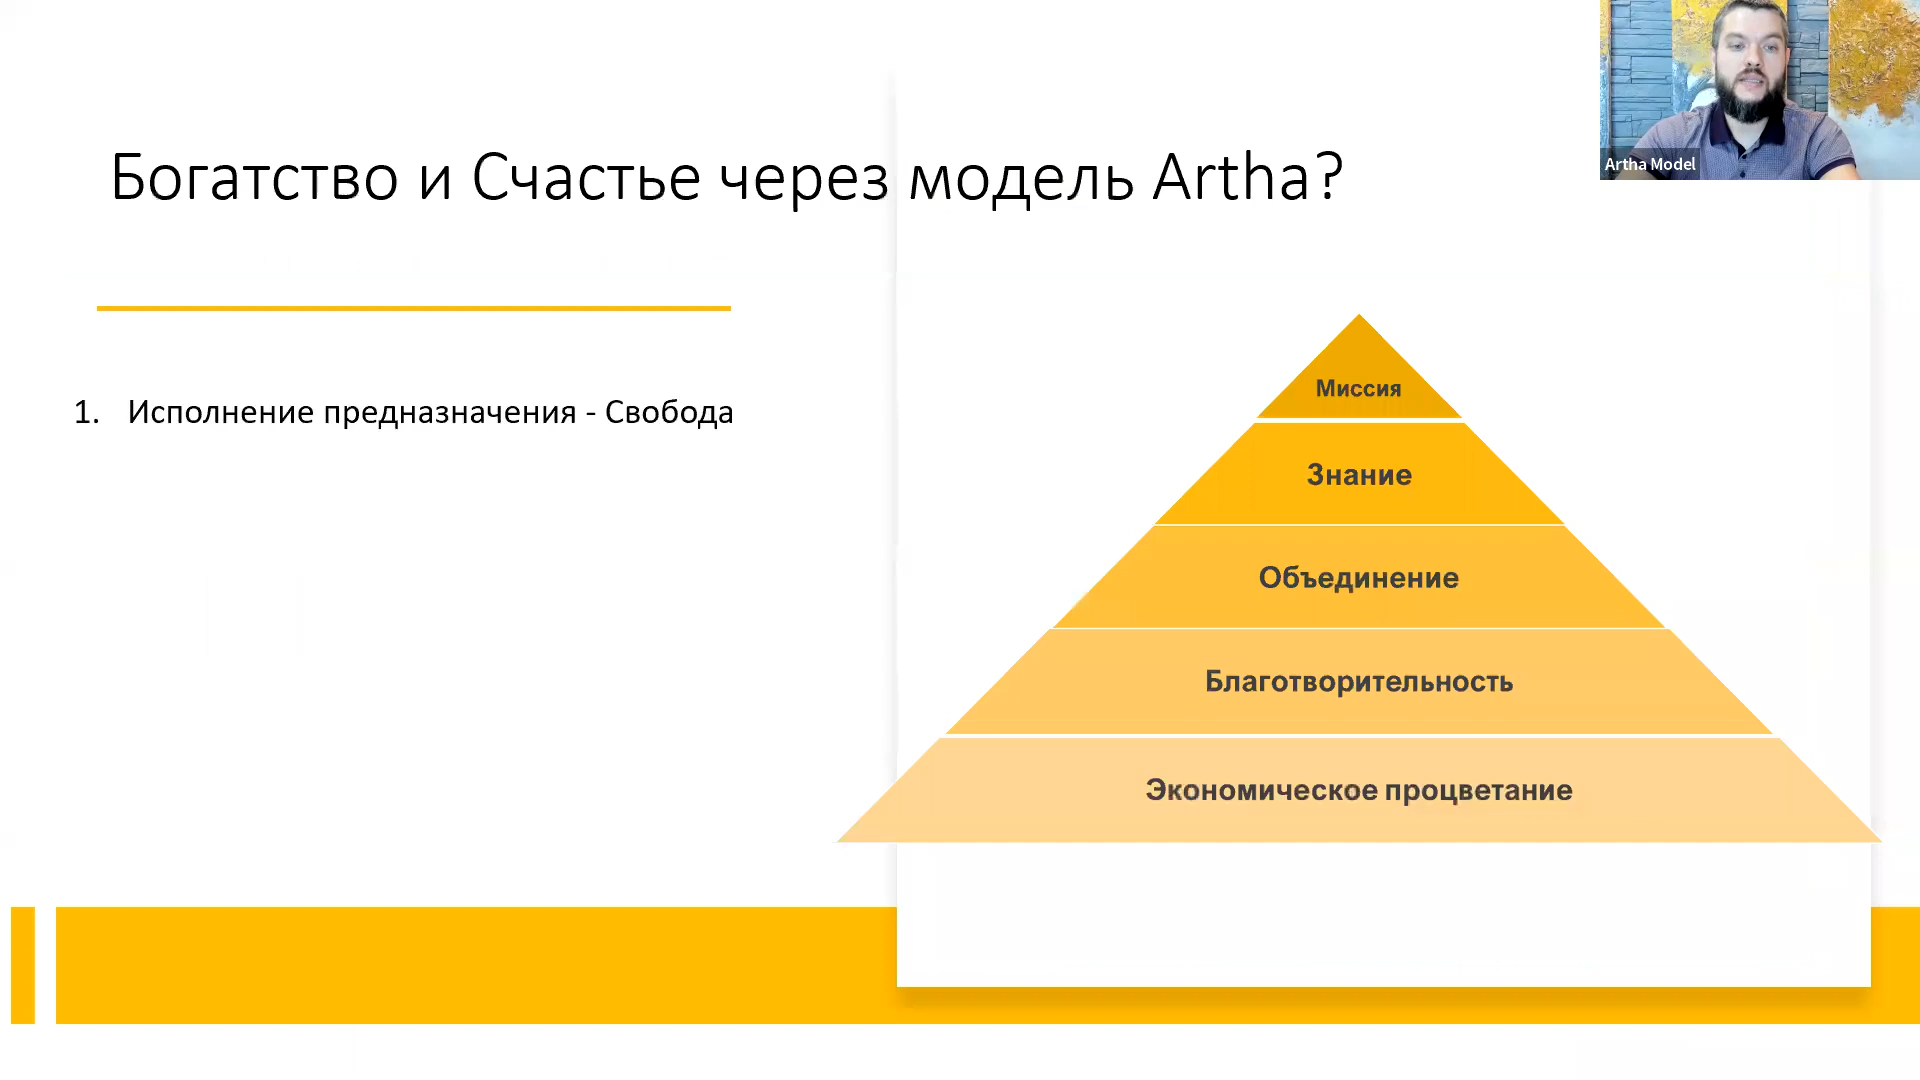 Богатство и Счастье через модель Artha?
Artha Model
1. Исполнение предназначения - Свобода
Миссия
Знание
Объединение
Благотворительность
Экономическое процветание